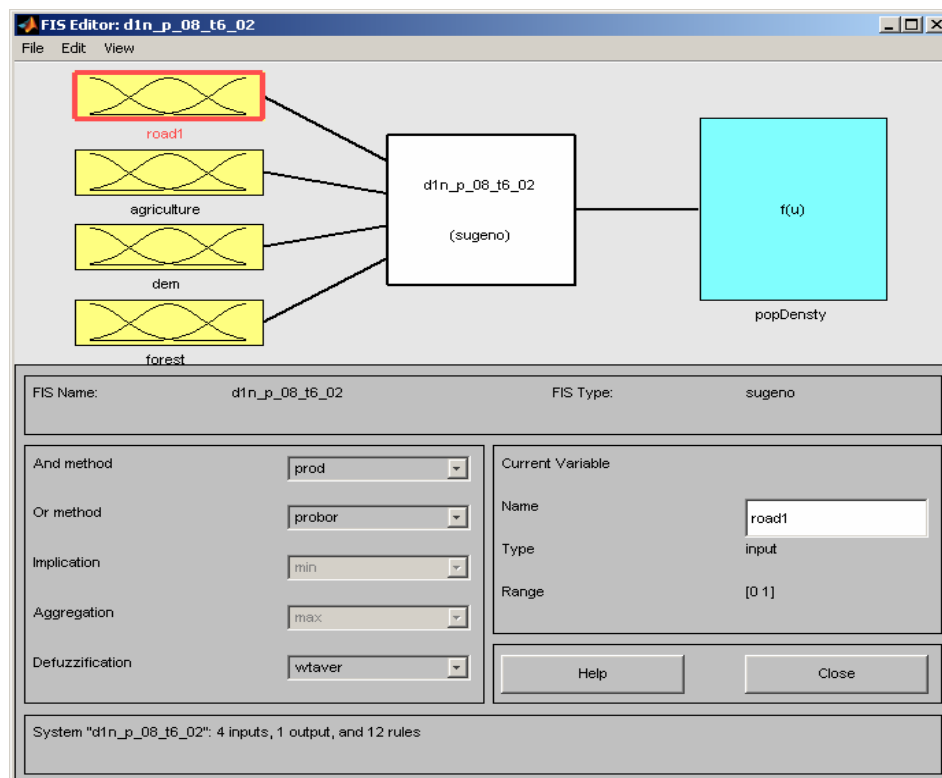 FIS Editor: d1n_p_08_t6_02
File Edit View
road1
agriculture
dem
forest
d1n_p_08_t6_02
(sugeno)
f(u)
popDensty
FIS Name: d1n_p_08_t6_02 FIS Type: sugeno
And method prod
Or method probor
Implication min
Aggregation max
Defuzzification wtaver
Current Variable
Name road1
Type input
Range [0 1]
Help Close
System "d1n_p_08_t6_02": 4 inputs, 1 output, and 12 rules